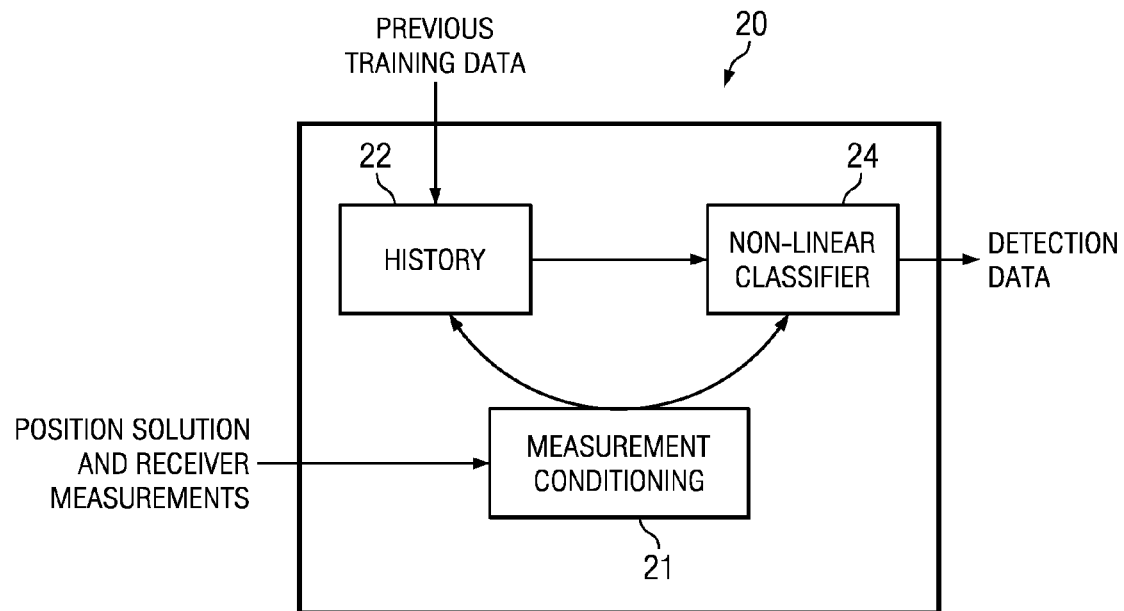 PREVIOUS
TRAINING DATA
20
22
24
HISTORY
NON-LINEAR
CLASSIFIER
DETECTION
DATA
POSITION SOLUTION
AND RECEIVER
MEASUREMENTS
MEASUREMENT
CONDITIONING
21